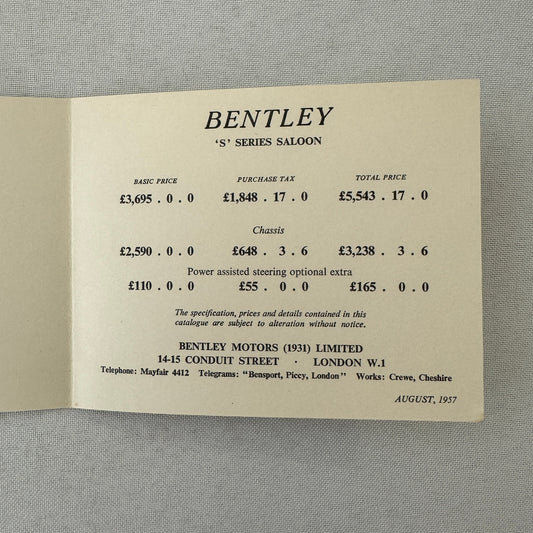 BENTLEY
‘S’ SERIES SALOON
BASIC PRICE PURCHASE TAX TOTAL PRICE
£3,695 . 0 . 0 £1,848 . 17 . 0 £5,543 . 17 . 0
Chassis
£2,590 . 0 . 0 £648 . 3 . 6 £3,238 . 3 . 6
Power assisted steering optional extra
£110 . 0 . 0 £55 . 0 . 0 £165 . 0 . 0
The specification, prices and details contained in this
catalogue are subject to alteration without notice.
BENTLEY MOTORS (1931) LIMITED
14-15 CONDUIT STREET · LONDON W.1
Telephone: Mayfair 4412 Telegrams: “Bensport, Piccy, London” Works: Crewe, Cheshire
AUGUST, 1957